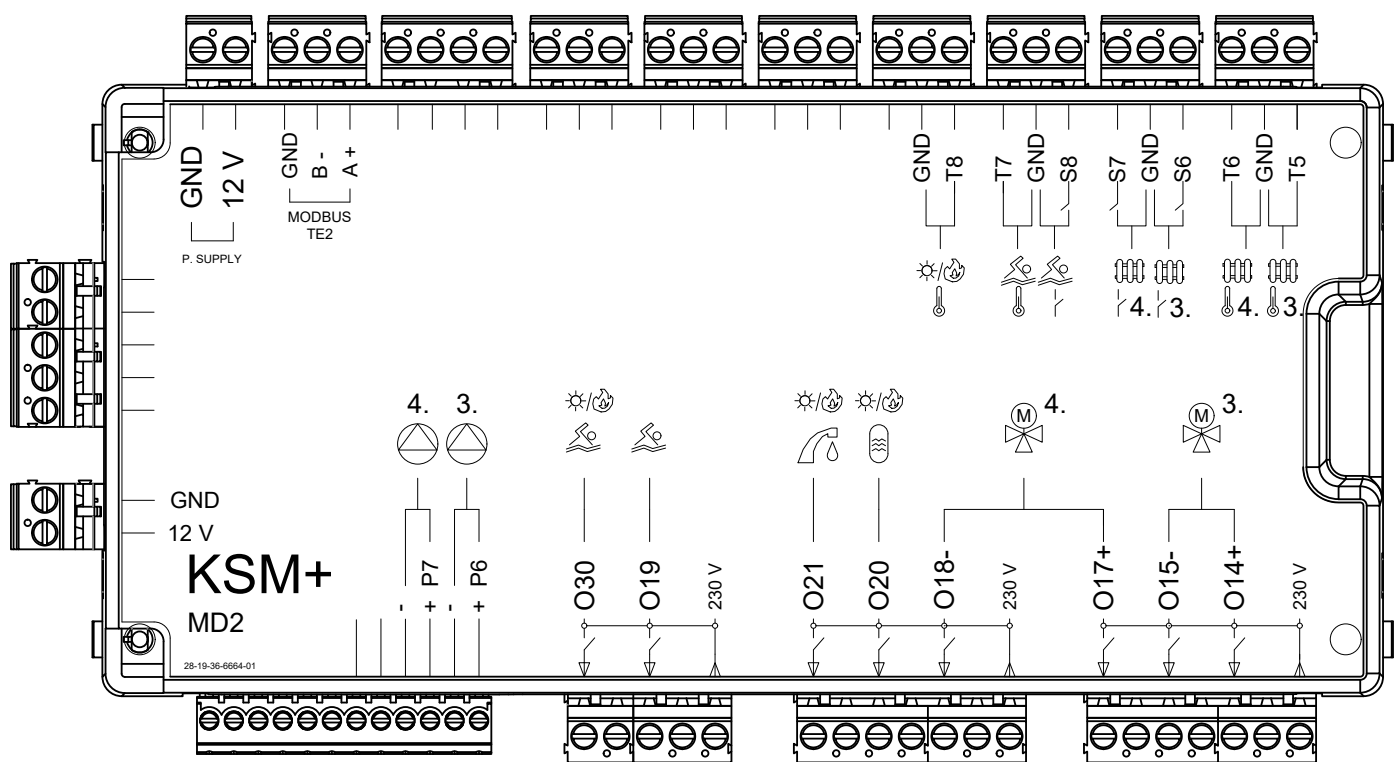 GND
12 V
P. SUPPLY
GND
B -
A +
MODBUS
TE2
GND
T8
T7
GND
S8
S7
GND
S6
T6
GND
T5
4.
3.
4.
3.
4.
3.
M
4.
M
3.
GND
12 V
KSM+
MD2
28-19-36-6664-01
-
+ P7
-
+ P6
O30
O19
230 V
O21
O20
O18-
230 V
O17+
O15-
O14+
230 V